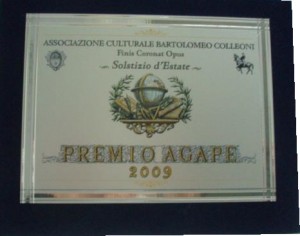 ASSOCIAZIONE CULTURALE BARTOLOMEO COLLEONI
Finis Coronat Opus
Solstizio d'Estate
PREMIO AGAPE
2009